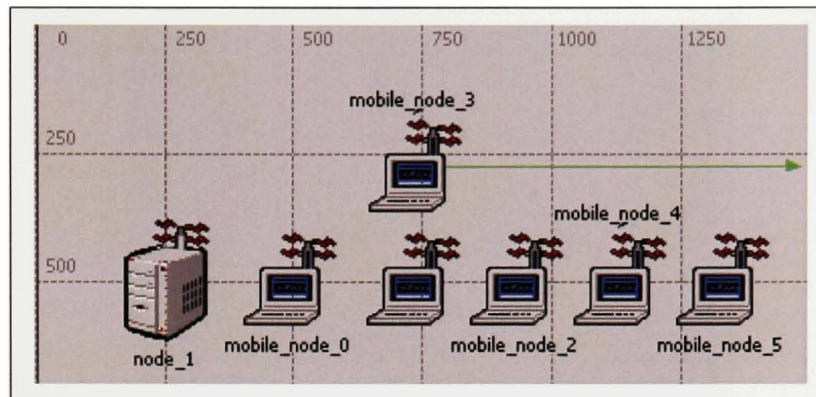 0 250 500 750 1000 1250
mobile_node_3
250
mobile_node_4
500
node_1 mobile_node_0 mobile_node_2 mobile_node_5